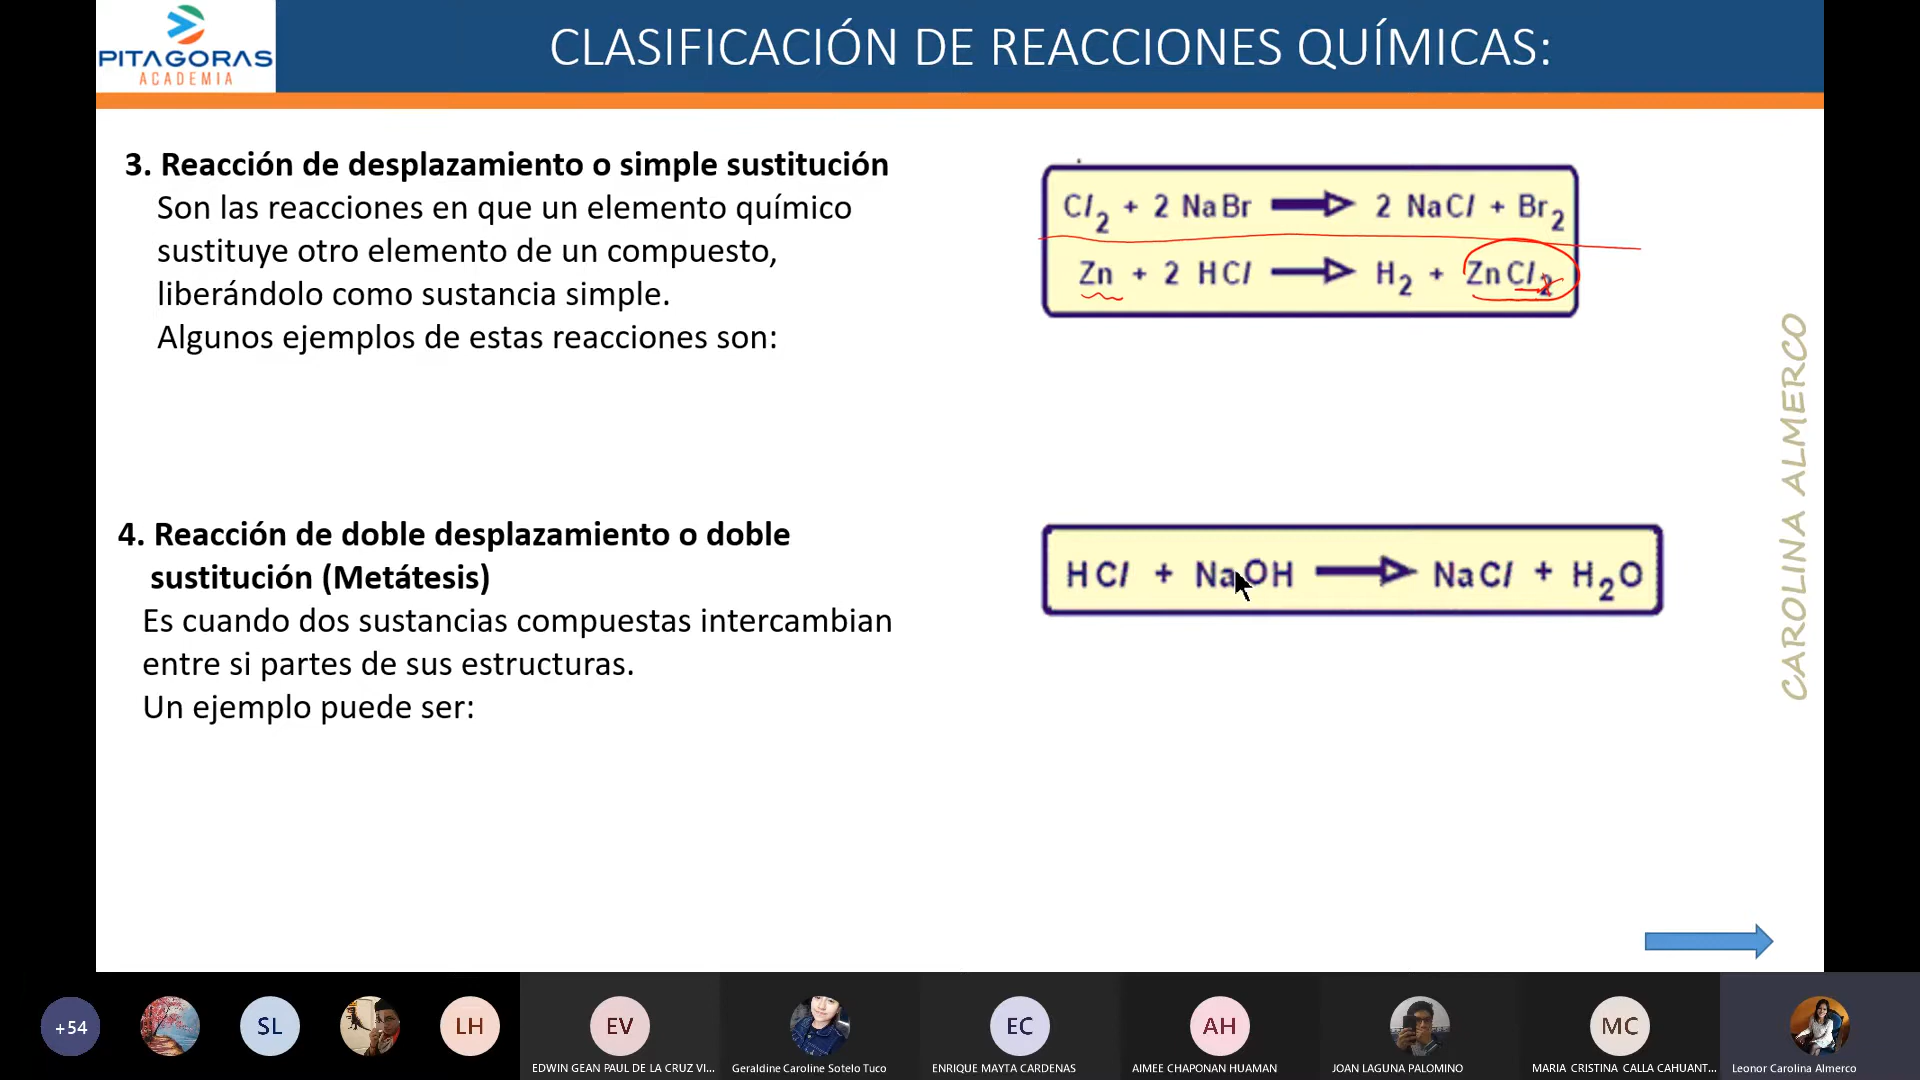 PITAGORAS
ACADEMIA
CLASIFICACIÓN DE REACCIONES QUÍMICAS:
3. Reacción de desplazamiento o simple sustitución
Son las reacciones en que un elemento químico
sustituye otro elemento de un compuesto,
liberándolo como sustancia simple.
Algunos ejemplos de estas reacciones son:
Cl₂ + 2 NaBr ⟶ 2 NaCl + Br₂
Zn + 2 HCl ⟶ H₂ + ZnCl₂
4. Reacción de doble desplazamiento o doble
sustitución (Metátesis)
Es cuando dos sustancias compuestas intercambian
entre si partes de sus estructuras.
Un ejemplo puede ser:
HCl + NaOH ⟶ NaCl + H₂O
CAROLINA ALMERCO
+54
SL
LH
EV
EC
AH
MC
EDWIN GEAN PAUL DE LA CRUZ VI...
Geraldine Caroline Sotelo Tuco
ENRIQUE MAYTA CARDENAS
AIMEE CHAPONAN HUAMAN
JOAN LAGUNA PALOMINO
MARIA CRISTINA CALLA CAHUANT...
Leonor Carolina Almerco